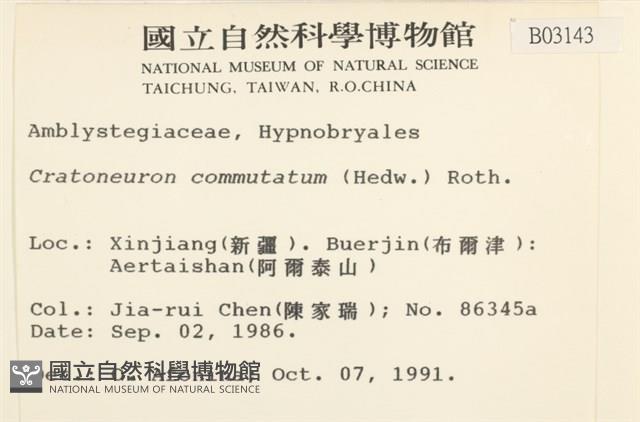 國立自然科學博物館
B03143
NATIONAL MUSEUM OF NATURAL SCIENCE
TAICHUNG, TAIWAN, R.O.CHINA
Amblystegiaceae, Hypnobryales
Cratoneuron commutatum (Hedw.) Roth.
Loc.: Xinjiang(新疆). Buerjin(布爾津):
Aertaishan(阿爾泰山)
Col.: Jia-rui Chen(陳家瑞); No. 86345a
Date: Sep. 02, 1986.
Oct. 07, 1991.
國立自然科學博物館
NATIONAL MUSEUM OF NATURAL SCIENCE